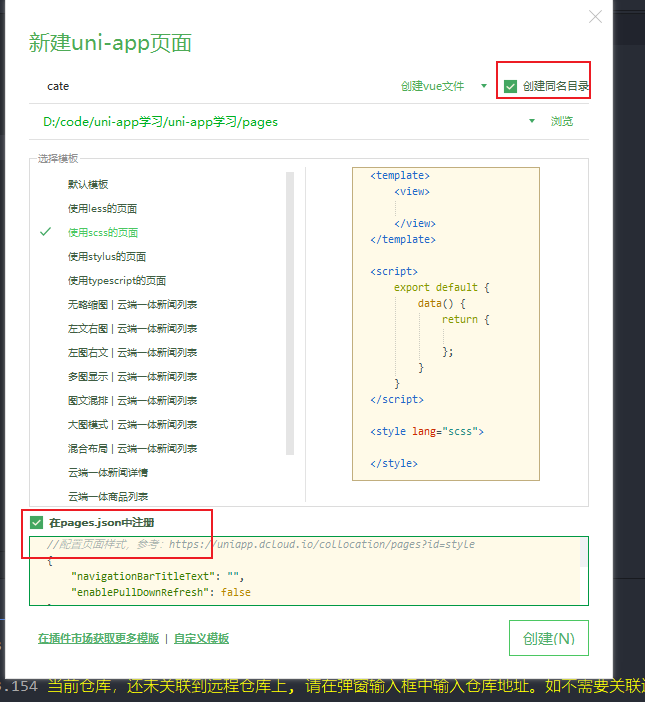 新建uni-app页面
cate 创建vue文件 创建同名目录
D:/code/uni-app学习/uni-app学习/pages 浏览
选择模板
默认模板
使用less的页面
使用scss的页面
使用stylus的页面
使用typescript的页面
无略缩图 | 云端一体新闻列表
左文右图 | 云端一体新闻列表
左图右文 | 云端一体新闻列表
多图显示 | 云端一体新闻列表
图文混排 | 云端一体新闻列表
大图模式 | 云端一体新闻列表
混合布局 | 云端一体新闻列表
云端一体新闻详情
云端一体商品列表
<template>
<view>
</view>
</template>
<script>
export default {
data() {
return {
};
}
}
</script>
<style lang="scss">
</style>
在pages.json中注册
//配置页面样式，参考：https://uniapp.dcloud.io/collocation/pages?id=style
{
"navigationBarTitleText": "",
"enablePullDownRefresh": false
在插件市场获取更多模版 | 自定义模板
创建(N)
.154 当前仓库，还未关联到远程仓库上，请在弹窗输入框中输入仓库地址。如不需要关联